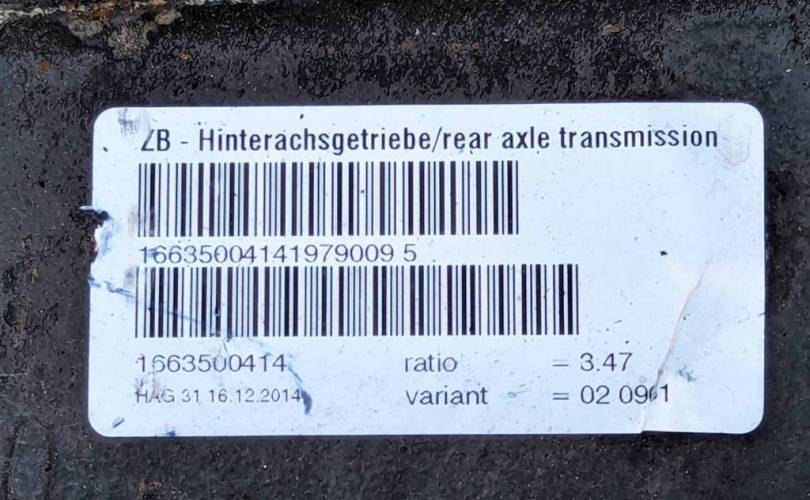 ZB - Hinterachsgetriebe/rear axle transmission
16635004141979009 5
1663500414 ratio = 3.47
HAG 31 16.12.2014 variant = 02 0901